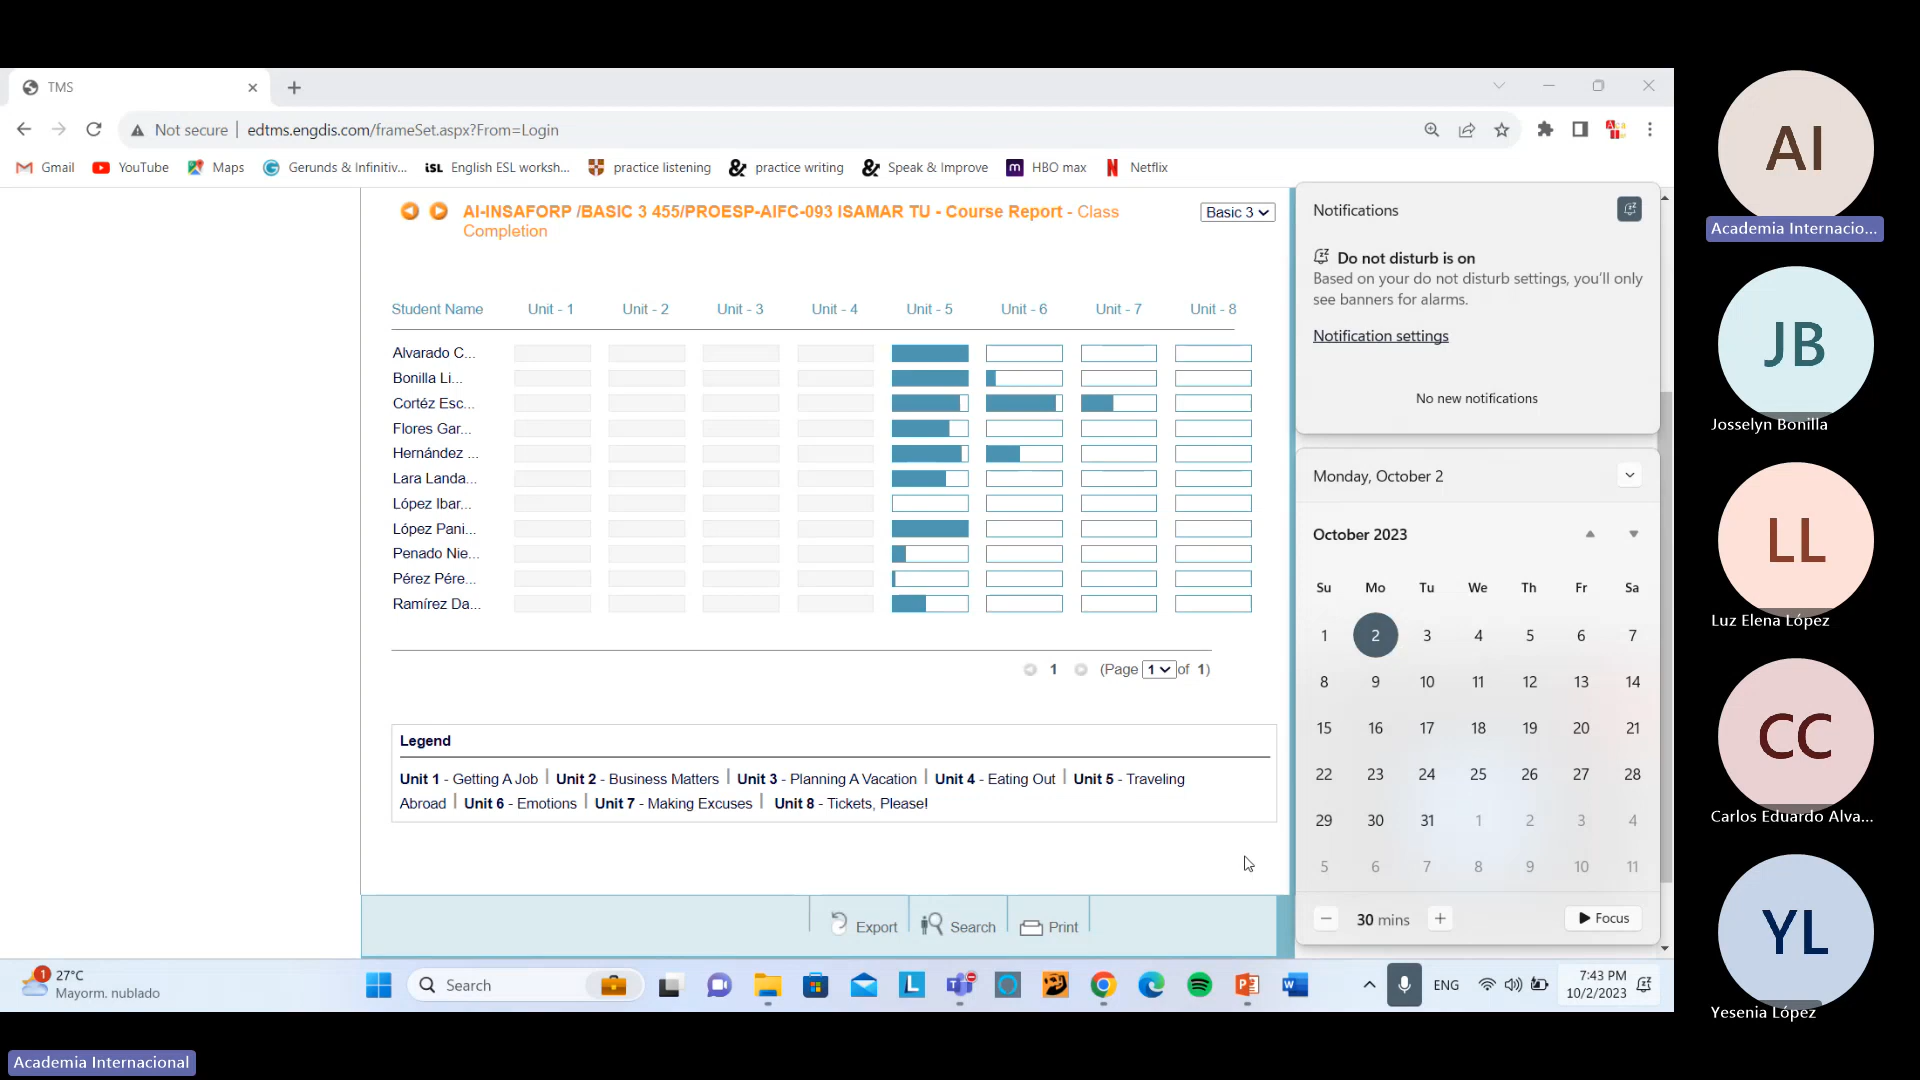 TMS
Not secure
edtms.engdis.com/frameSet.aspx?From=Login
Gmail YouTube Maps Gerunds & Infinitiv... iSL English ESL worksh... practice listening practice writing Speak & Improve HBO max Netflix
AI-INSAFORP /BASIC 3 455/PROESP-AIFC-093 ISAMAR TU - Course Report - Class
Completion
Basic 3
Student Name Unit - 1 Unit - 2 Unit - 3 Unit - 4 Unit - 5 Unit - 6 Unit - 7 Unit - 8
Alvarado C...
Bonilla Li...
Cortéz Esc...
Flores Gar...
Hernández ...
Lara Landa...
López Ibar...
López Pani...
Penado Nie...
Pérez Pére...
Ramírez Da...
1 (Page 1 of 1)
Legend
Unit 1 - Getting A Job | Unit 2 - Business Matters | Unit 3 - Planning A Vacation | Unit 4 - Eating Out | Unit 5 - Traveling
Abroad | Unit 6 - Emotions | Unit 7 - Making Excuses | Unit 8 - Tickets, Please!
Export Search Print
Notifications
Do not disturb is on
Based on your do not disturb settings, you'll only
see banners for alarms.
Notification settings
No new notifications
Monday, October 2
October 2023
Su Mo Tu We Th Fr Sa
1 2 3 4 5 6 7
8 9 10 11 12 13 14
15 16 17 18 19 20 21
22 23 24 25 26 27 28
29 30 31 1 2 3 4
5 6 7 8 9 10 11
30 mins Focus
1 27°C
Mayorm. nublado
Search
ENG
7:43 PM
10/2/2023
AI
Academia Internacio...
JB
Josselyn Bonilla
LL
Luz Elena López
CC
Carlos Eduardo Alva...
YL
Yesenia López
Academia Internacional